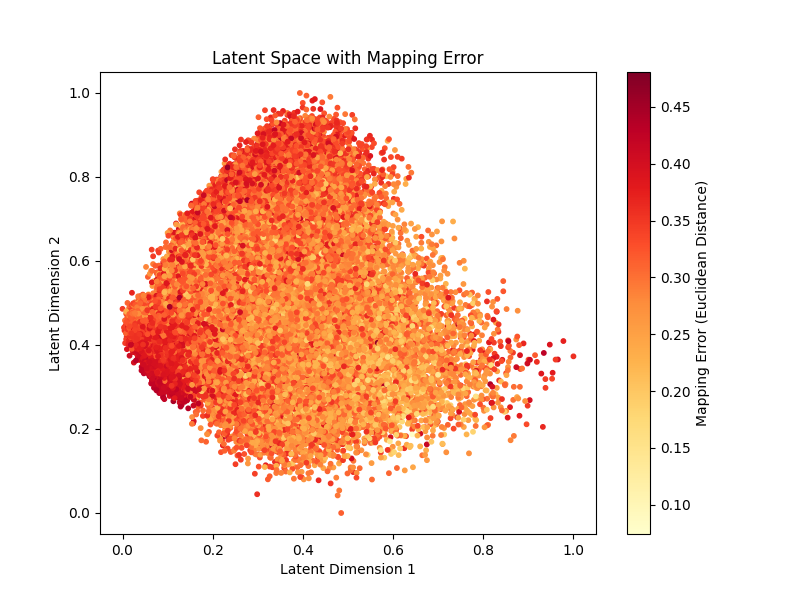 Latent Space with Mapping Error
Latent Dimension 2
1.0
0.8
0.6
0.4
0.2
0.0
0.0 0.2 0.4 0.6 0.8 1.0
Latent Dimension 1
0.45
0.40
0.35
0.30
0.25
0.20
0.15
0.10
Mapping Error (Euclidean Distance)